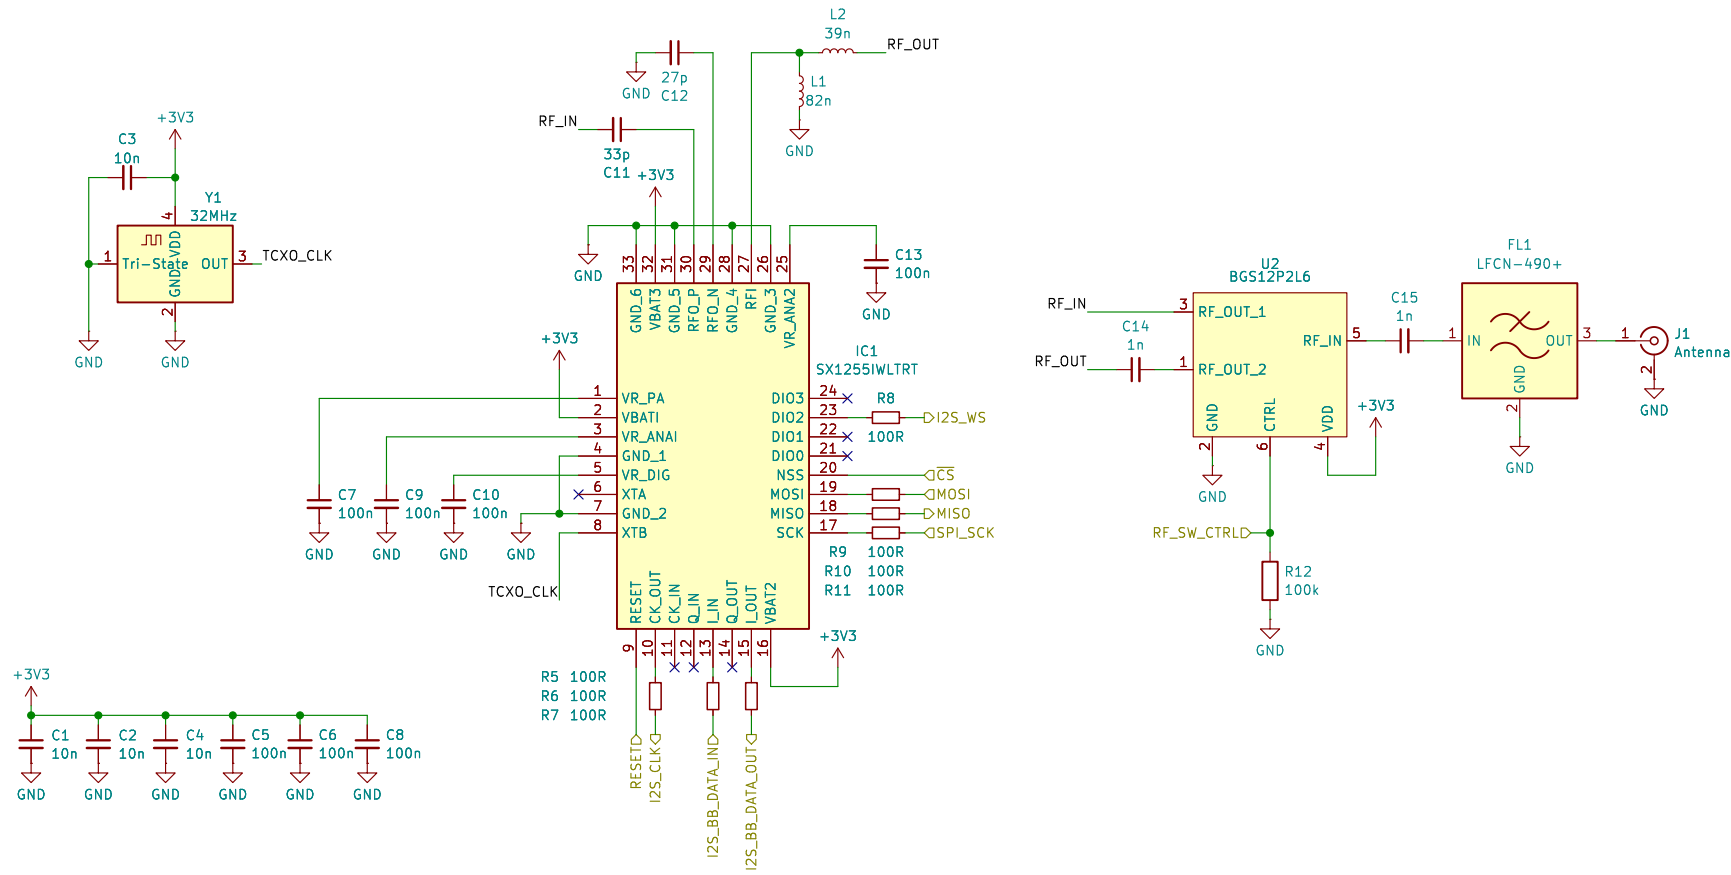 L2
39n
RF_OUT
27p
C12
GND
L1
82n
GND
RF_IN
33p
C11
+3V3
+3V3
C3
10n
Y1
32MHz
4
VDD
1
Tri-State
OUT
3
TCXO_CLK
GND
2
GND
GND
GND
33
32
31
30
29
28
27
26
25
GND_6
VBAT3
GND_5
RFO_P
RFO_N
GND_4
RFI
GND_3
VR_ANA2
C13
100n
GND
IC1
SX1255IWLTRT
+3V3
1
VR_PA
2
VBATI
3
VR_ANAI
4
GND_1
5
VR_DIG
6
XTA
7
GND_2
8
XTB
DIO3
24
DIO2
23
DIO1
22
DIO0
21
NSS
20
MOSI
19
MISO
18
SCK
17
R8
100R
I2S_WS
CS
MOSI
MISO
SPI_SCK
R9 100R
R10 100R
R11 100R
C7
100n
GND
C9
100n
GND
C10
100n
GND
GND
TCXO_CLK
RESET
CK_OUT
CK_IN
Q_IN
I_IN
Q_OUT
I_OUT
VBAT2
9
10
11
12
13
14
15
16
+3V3
R5 100R
R6 100R
R7 100R
RESET
I2S_CLK
I2S_BB_DATA_IN
I2S_BB_DATA_OUT
+3V3
C1
10n
C2
10n
C4
10n
C5
100n
C6
100n
C8
100n
GND
GND
GND
GND
GND
GND
U2
BGS12P2L6
RF_IN
3
RF_OUT_1
C14
1n
RF_OUT
1
RF_OUT_2
RF_IN
5
GND
CTRL
VDD
2
6
4
GND
+3V3
RF_SW_CTRL
R12
100k
GND
C15
1n
FL1
LFCN-490+
1
IN
OUT
3
GND
2
GND
1
J1
Antenna
2
GND